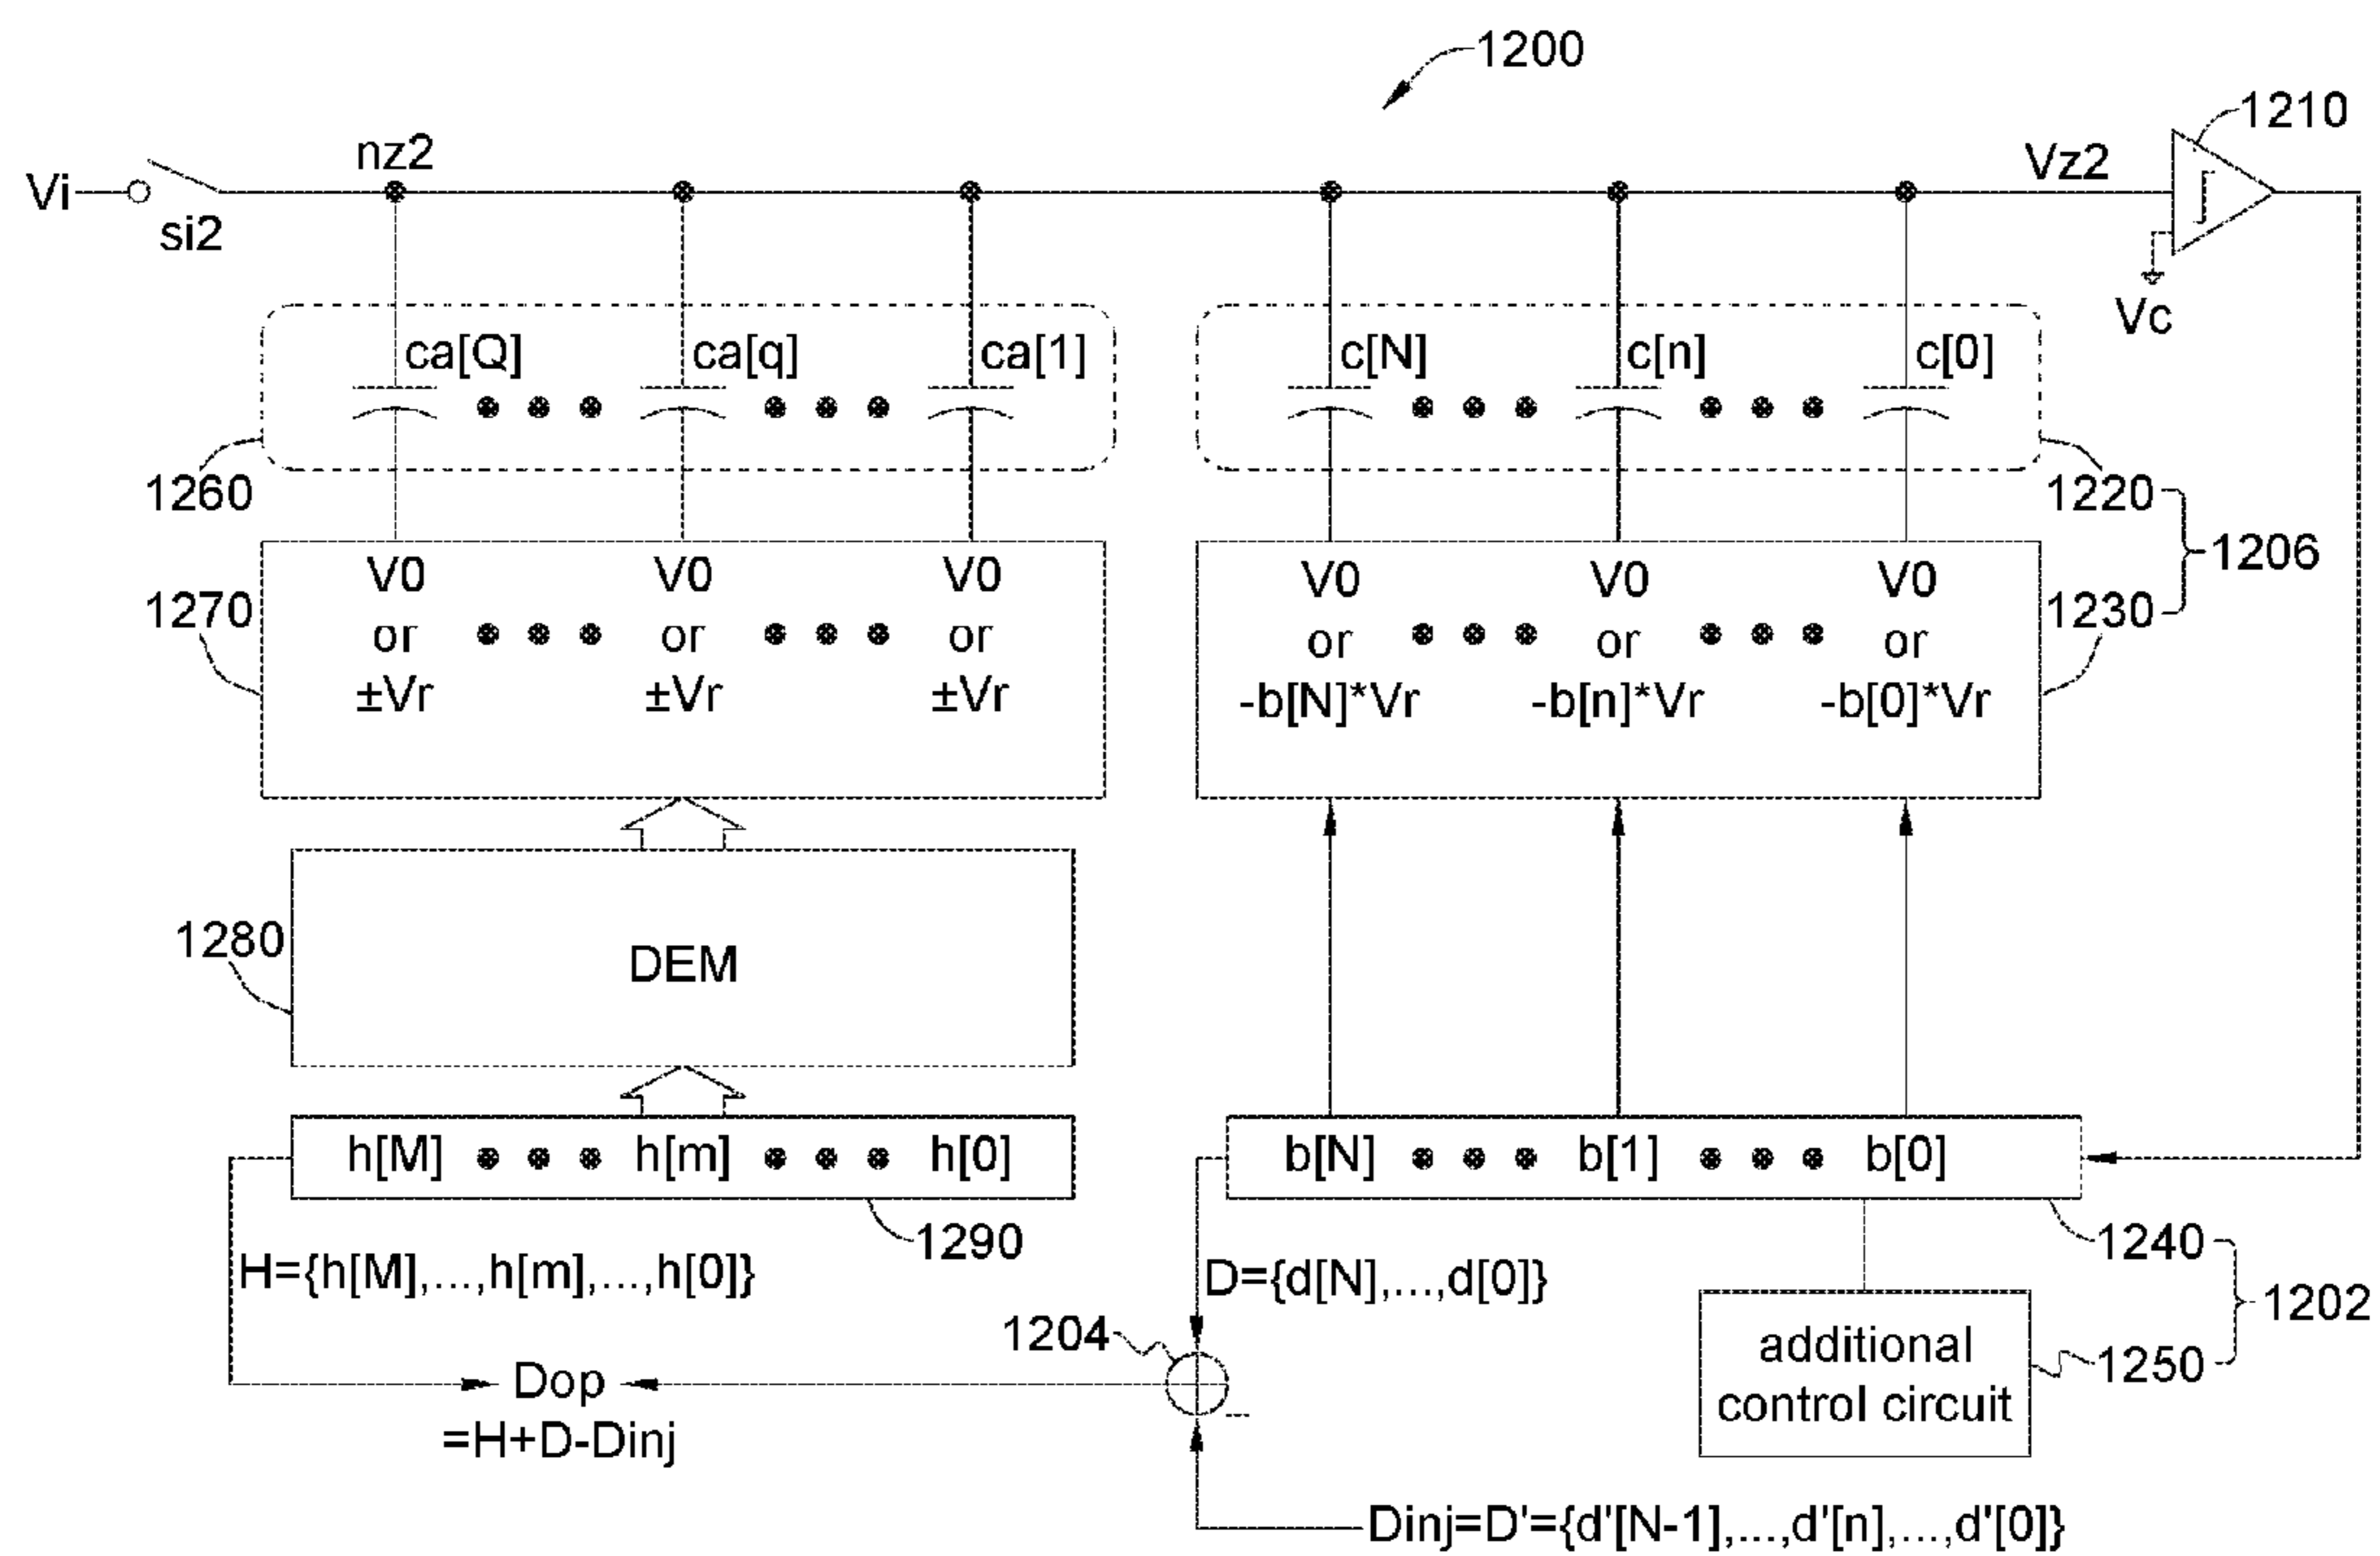 1200
1210
Vi
si2
nz2
Vz2
Vc
ca[Q] ca[q] ca[1]
c[N] c[n] c[0]
1260
1220
1206
1270
V0 V0 V0
or or or
±Vr ±Vr ±Vr
V0 V0 V0
or or or
-b[N]*Vr -b[n]*Vr -b[0]*Vr
1230
1280
DEM
h[M] h[m] h[0]
b[N] b[1] b[0]
1290
1240
H={h[M],...,h[m],...,h[0]}
D={d[N],...,d[0]}
1202
1204
additional
control circuit
1250
Dop
=H+D-Dinj
Dinj=D'={d'[N-1],...,d'[n],...,d'[0]}